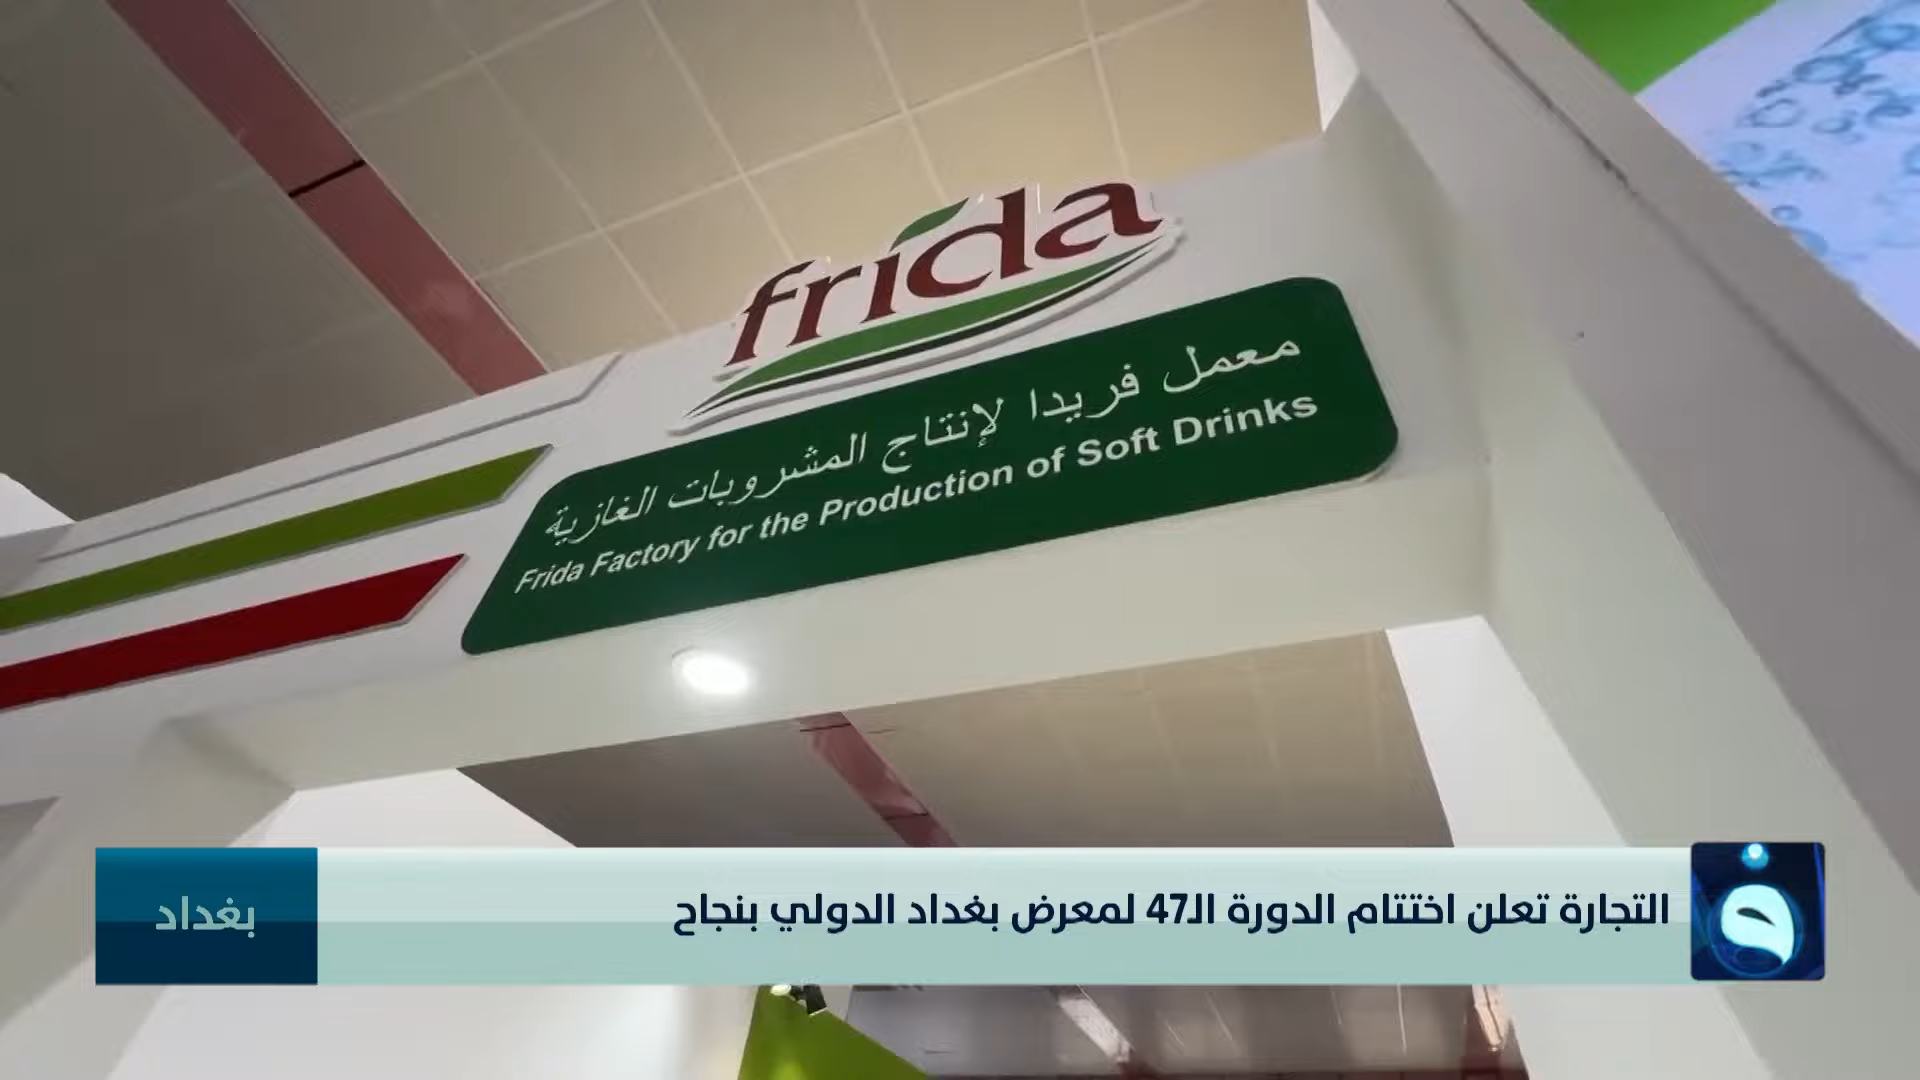 frida
معمل فريدا لإنتاج المشروبات الغازية
Frida Factory for the Production of Soft Drinks
التجارة تعلن اختتام الدورة الـ47 لمعرض بغداد الدولي بنجاح
بغداد